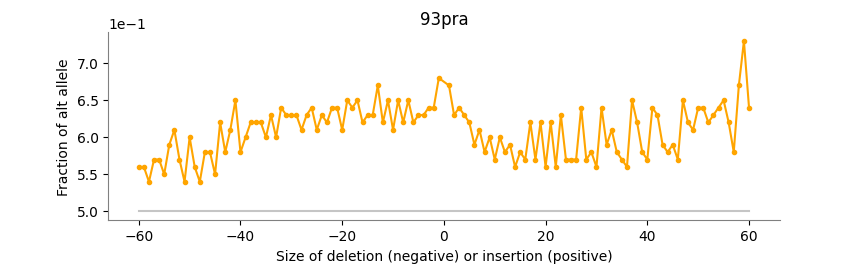 93pra
1e−1
7.0
6.5
6.0
5.5
5.0
Fraction of alt allele
−60 −40 −20 0 20 40 60
Size of deletion (negative) or insertion (positive)